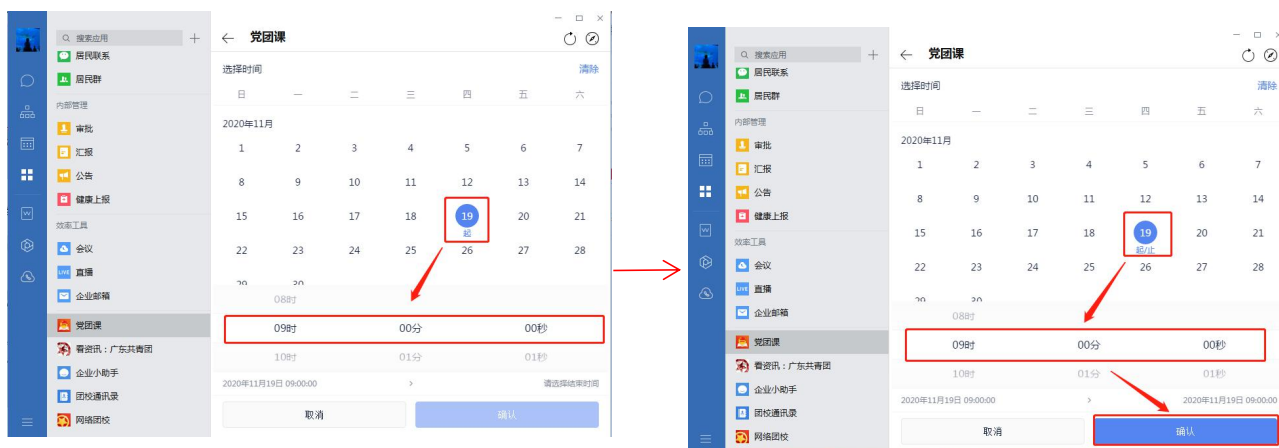 搜索应用
居民联系
居民群
内部管理
审批
汇报
公告
健康上报
效率工具
会议
LIVE 直播
企业邮箱
党团课
看资讯：广东共青团
企业小助手
团校通讯录
网络团校
← 党团课
选择时间 清除
日 一 二 三 四 五 六
2020年11月
1 2 3 4 5 6 7
8 9 10 11 12 13 14
15 16 17 18 19 20 21
起
22 23 24 25 26 27 28
29 30
08时
09时 00分 00秒
10时 01分 01秒
2020年11月19日 09:00:00 > 请选择结束时间
取消 确认
搜索应用
居民联系
居民群
内部管理
审批
汇报
公告
健康上报
效率工具
会议
LIVE 直播
企业邮箱
党团课
看资讯：广东共青团
企业小助手
团校通讯录
网络团校
← 党团课
选择时间 清除
日 一 二 三 四 五 六
2020年11月
1 2 3 4 5 6 7
8 9 10 11 12 13 14
15 16 17 18 19 20 21
起/止
22 23 24 25 26 27 28
29 30
08时
09时 00分 00秒
10时 01分 01秒
2020年11月19日 09:00:00 > 2020年11月19日 09:00:00
取消 确认